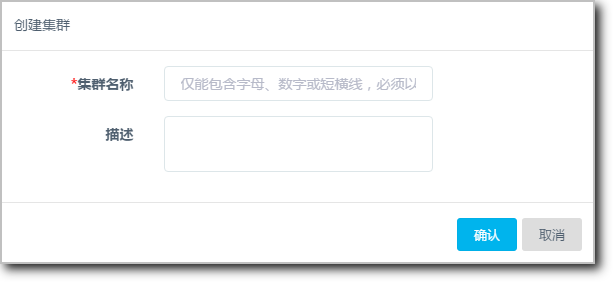 创建集群
*集群名称
仅能包含字母、数字或短横线，必须以
描述
确认
取消